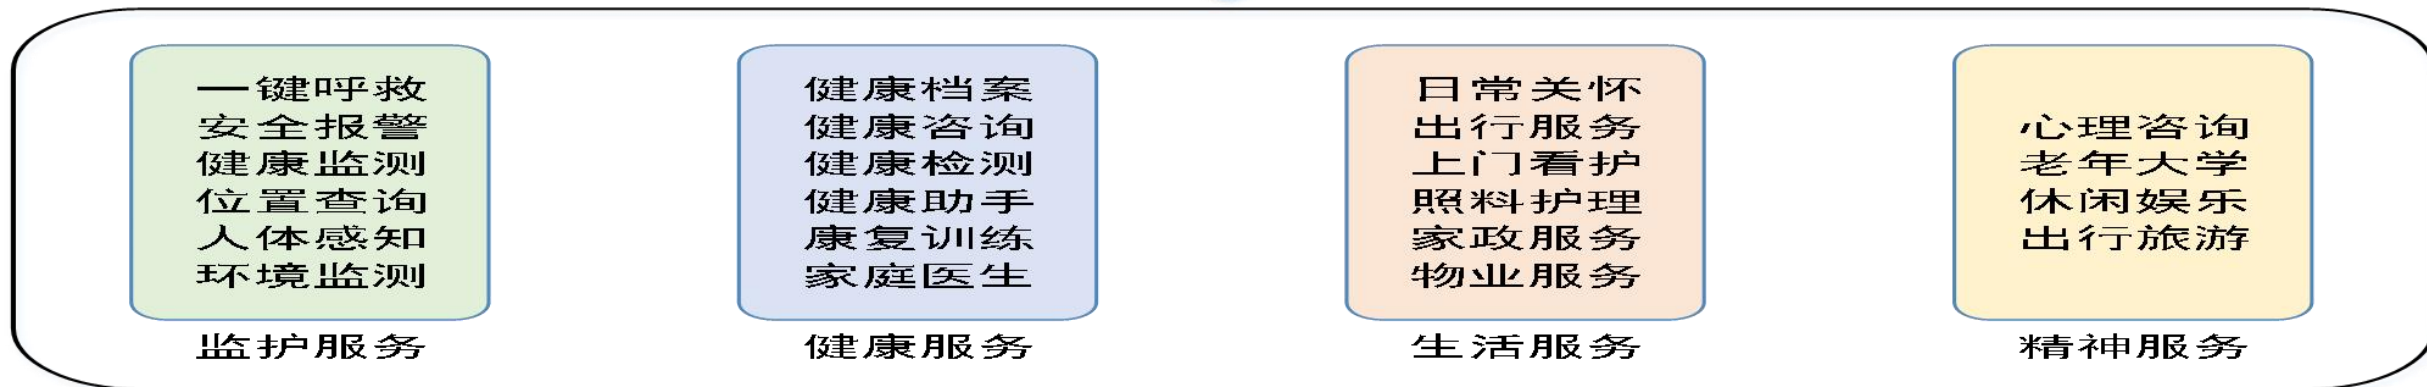 一键呼救
安全报警
健康监测
位置查询
人体感知
环境监测
监护服务
健康档案
健康咨询
健康检测
健康助手
康复训练
家庭医生
健康服务
日常关怀
出行服务
上门看护
照料护理
家政服务
物业服务
生活服务
心理咨询
老年大学
休闲娱乐
出行旅游
精神服务